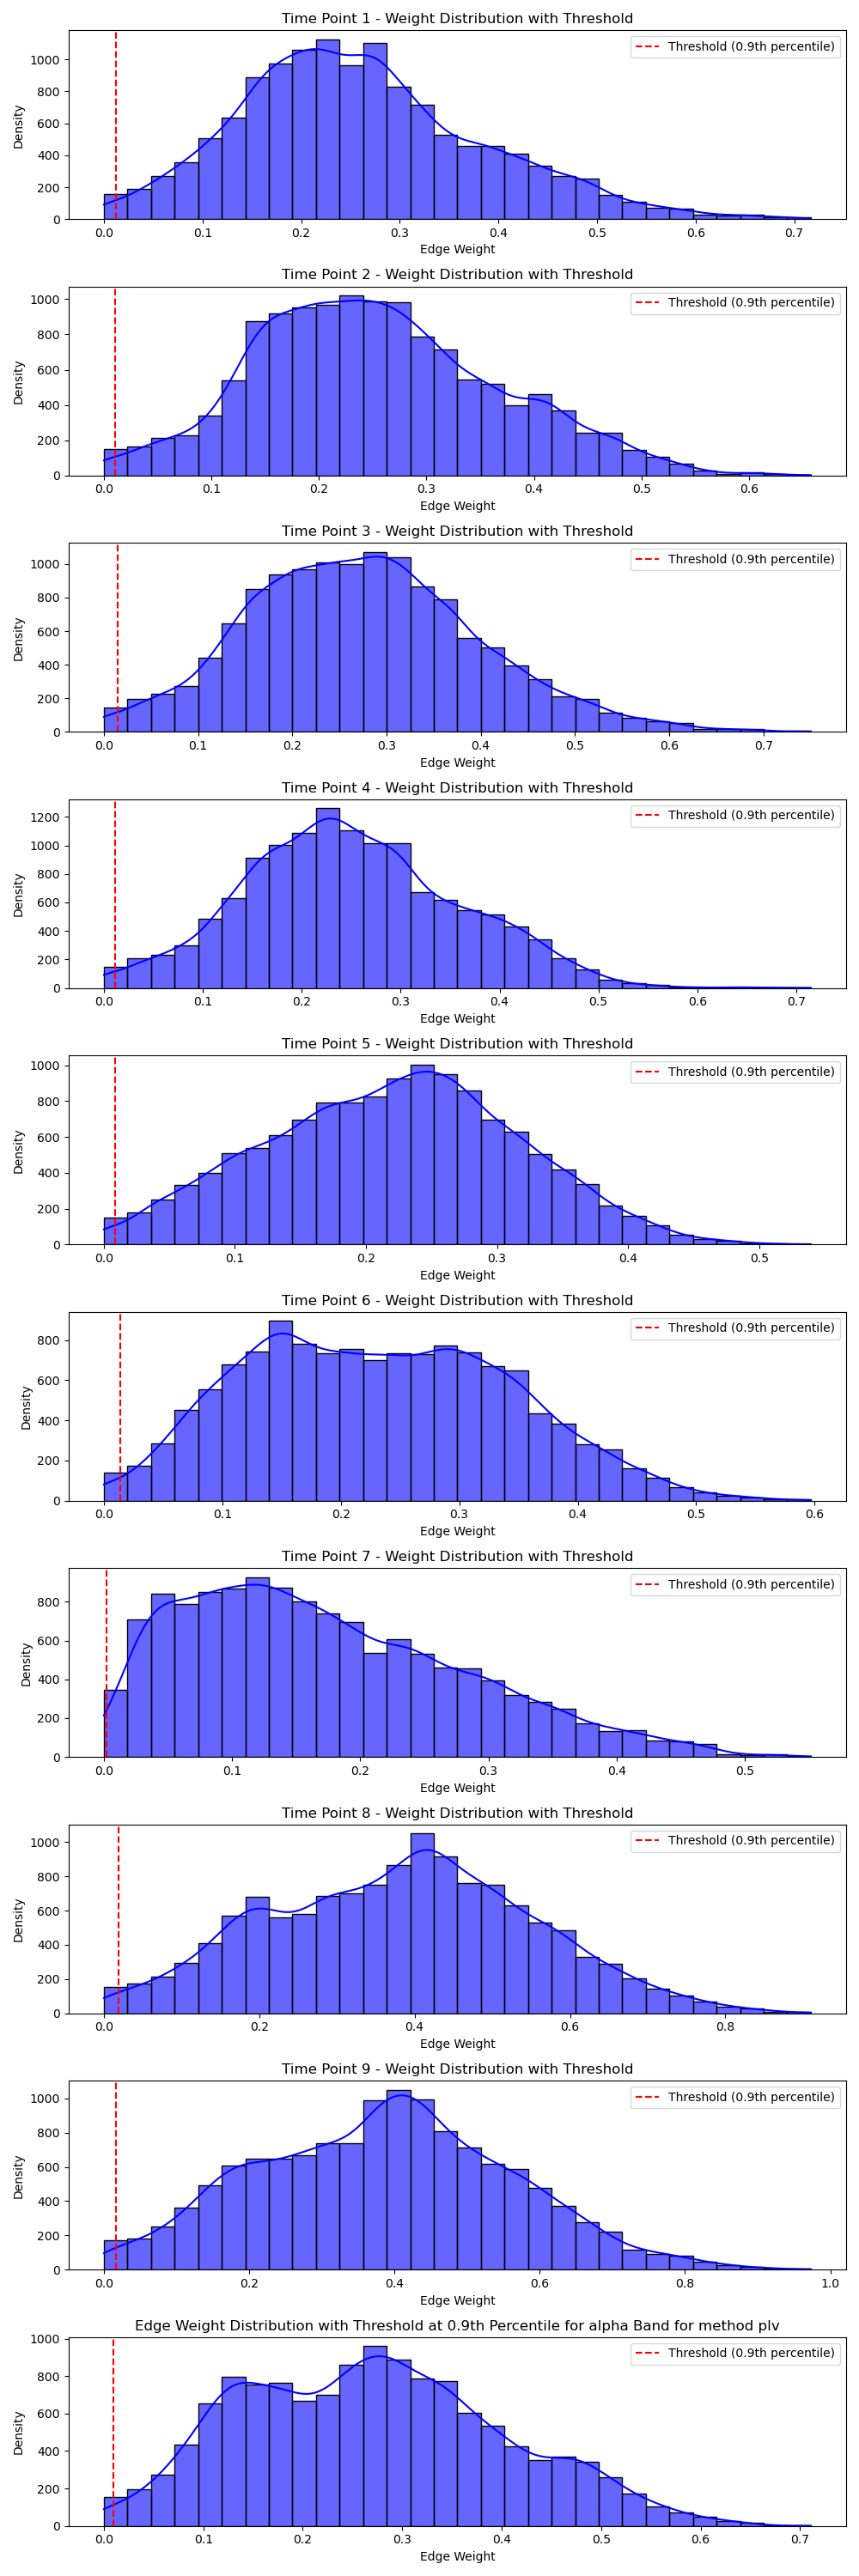 Time Point 1 - Weight Distribution with Threshold
Threshold (0.9th percentile)
Density
1000
800
600
400
200
0
0.0 0.1 0.2 0.3 0.4 0.5 0.6 0.7
Edge Weight
Time Point 2 - Weight Distribution with Threshold
Threshold (0.9th percentile)
Density
1000
800
600
400
200
0
0.0 0.1 0.2 0.3 0.4 0.5 0.6
Edge Weight
Time Point 3 - Weight Distribution with Threshold
Threshold (0.9th percentile)
Density
1000
800
600
400
200
0
0.0 0.1 0.2 0.3 0.4 0.5 0.6 0.7
Edge Weight
Time Point 4 - Weight Distribution with Threshold
Threshold (0.9th percentile)
Density
1200
1000
800
600
400
200
0
0.0 0.1 0.2 0.3 0.4 0.5 0.6 0.7
Edge Weight
Time Point 5 - Weight Distribution with Threshold
Threshold (0.9th percentile)
Density
1000
800
600
400
200
0
0.0 0.1 0.2 0.3 0.4 0.5
Edge Weight
Time Point 6 - Weight Distribution with Threshold
Threshold (0.9th percentile)
Density
800
600
400
200
0
0.0 0.1 0.2 0.3 0.4 0.5 0.6
Edge Weight
Time Point 7 - Weight Distribution with Threshold
Threshold (0.9th percentile)
Density
800
600
400
200
0
0.0 0.1 0.2 0.3 0.4 0.5
Edge Weight
Time Point 8 - Weight Distribution with Threshold
Threshold (0.9th percentile)
Density
1000
800
600
400
200
0
0.0 0.2 0.4 0.6 0.8
Edge Weight
Time Point 9 - Weight Distribution with Threshold
Threshold (0.9th percentile)
Density
1000
800
600
400
200
0
0.0 0.2 0.4 0.6 0.8 1.0
Edge Weight
Edge Weight Distribution with Threshold at 0.9th Percentile for alpha Band for method plv
Threshold (0.9th percentile)
Density
1000
800
600
400
200
0
0.0 0.1 0.2 0.3 0.4 0.5 0.6 0.7
Edge Weight